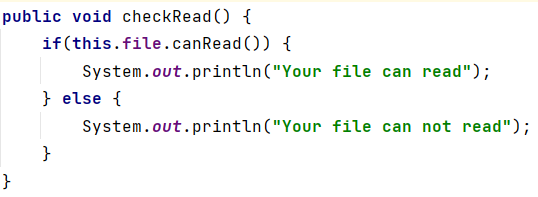 public void checkRead() {
    if(this.file.canRead()) {
        System.out.println("Your file can read");
    } else {
        System.out.println("Your file can not read");
    }
}